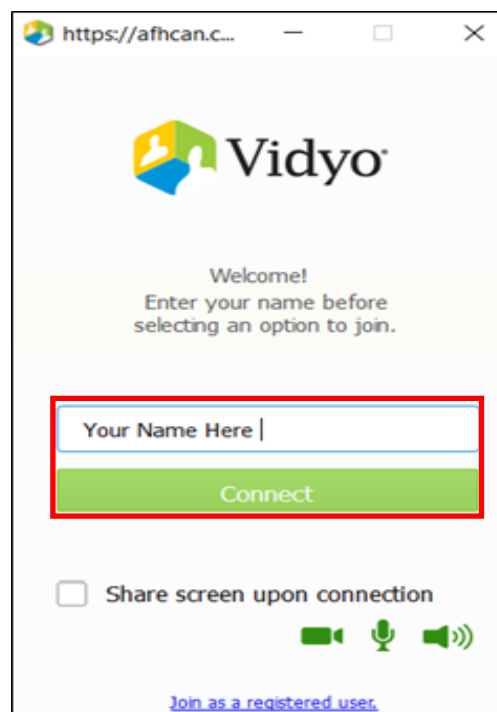 https://afhcan.c...
Vidyo
Welcome!
Enter your name before
selecting an option to join.
Your Name Here
Connect
Share screen upon connection
Join as a registered user.